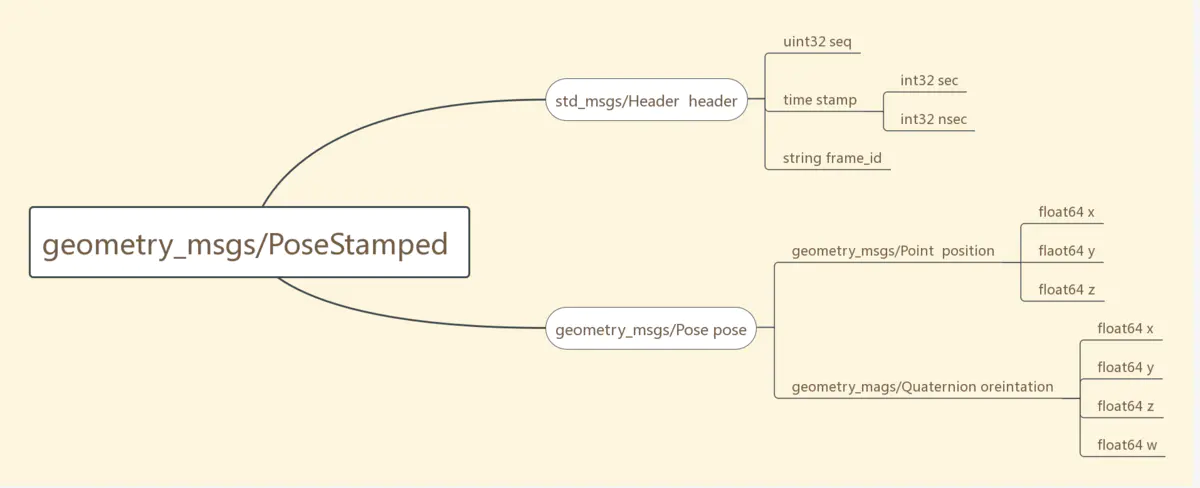 geometry_msgs/PoseStamped
std_msgs/Header  header
uint32 seq
time stamp
int32 sec
int32 nsec
string frame_id
geometry_msgs/Pose pose
geometry_msgs/Point  position
float64 x
flaot64 y
float64 z
geometry_mags/Quaternion oreintation
float64 x
float64 y
float64 z
float64 w